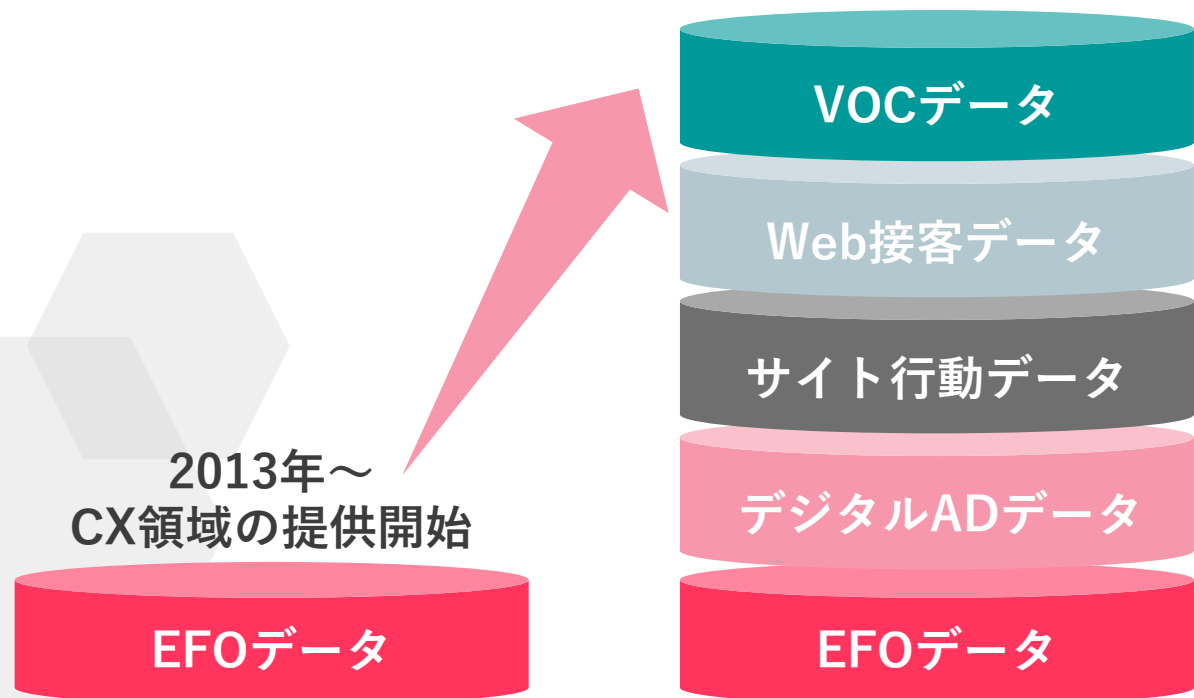 2013年～
CX領域の提供開始
EFOデータ
VOCデータ
Web接客データ
サイト行動データ
デジタルADデータ
EFOデータ